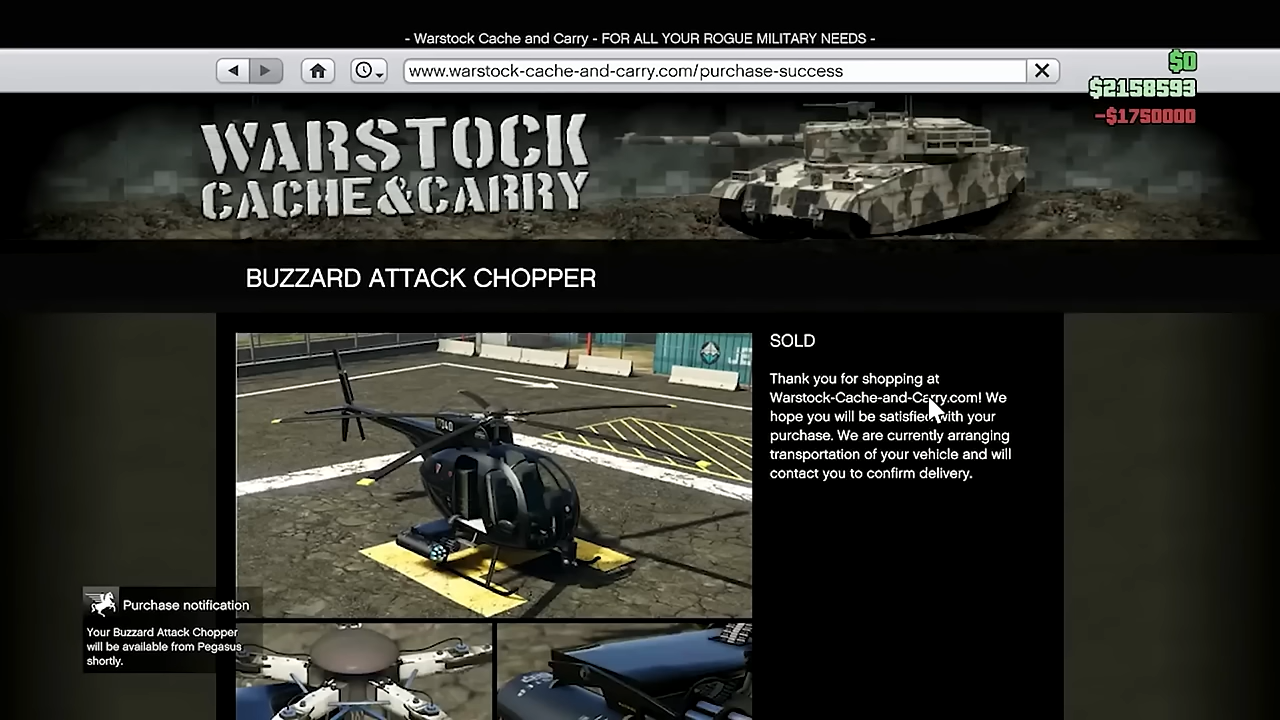 - Warstock Cache and Carry - FOR ALL YOUR ROGUE MILITARY NEEDS -
www.warstock-cache-and-carry.com/purchase-success
$0
$2158593
-$1750000
WARSTOCK
CACHE&CARRY
BUZZARD ATTACK CHOPPER
SOLD
Thank you for shopping at
Warstock-Cache-and-Carry.com! We
hope you will be satisfied with your
purchase. We are currently arranging
transportation of your vehicle and will
contact you to confirm delivery.
Purchase notification
Your Buzzard Attack Chopper
will be available from Pegasus
shortly.